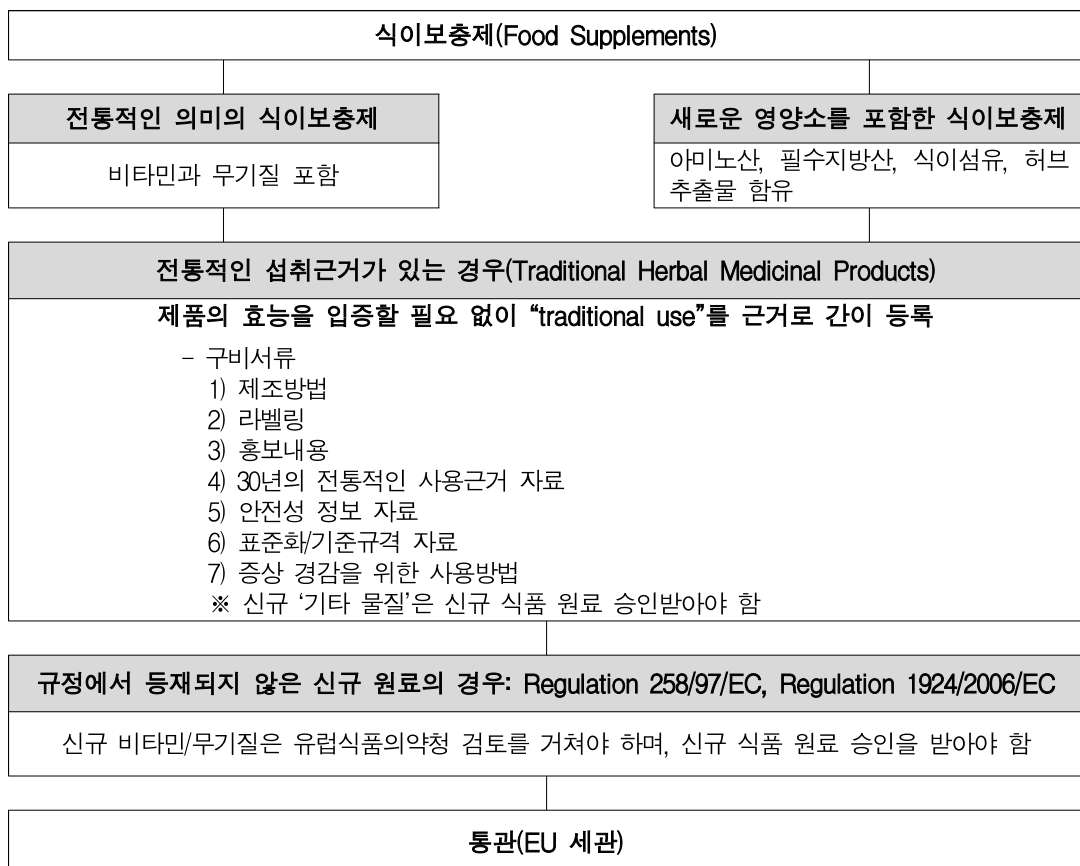 식이보충제(Food Supplements)
전통적인 의미의 식이보충제
비타민과 무기질 포함
새로운 영양소를 포함한 식이보충제
아미노산, 필수지방산, 식이섬유, 허브
추출물 함유
전통적인 섭취근거가 있는 경우(Traditional Herbal Medicinal Products)
제품의 효능을 입증할 필요 없이 “traditional use”를 근거로 간이 등록
- 구비서류
1) 제조방법
2) 라벨링
3) 홍보내용
4) 30년의 전통적인 사용근거 자료
5) 안전성 정보 자료
6) 표준화/기준규격 자료
7) 증상 경감을 위한 사용방법
※ 신규 ‘기타 물질’은 신규 식품 원료 승인받아야 함
규정에서 등재되지 않은 신규 원료의 경우: Regulation 258/97/EC, Regulation 1924/2006/EC
신규 비타민/무기질은 유럽식품의약청 검토를 거쳐야 하며, 신규 식품 원료 승인을 받아야 함
통관(EU 세관)